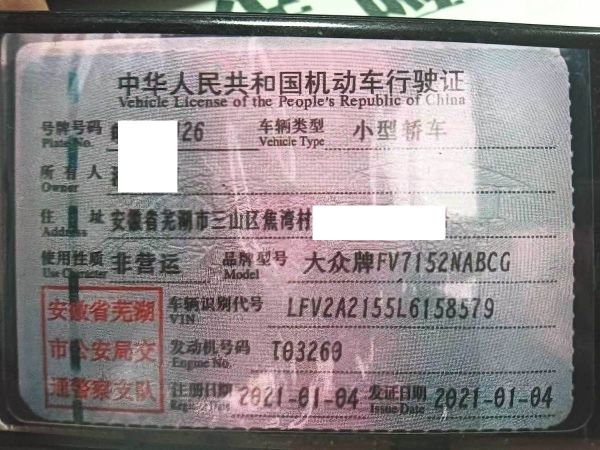 中华人民共和国机动车行驶证
Vehicle License of the People's Republic of China
号牌号码 26 车辆类型 小型轿车
Plate No. Vehicle Type
所有人
Owner
住址 安徽省芜湖市三山区焦湾村
Address
使用性质 非营运 品牌型号 大众牌FV7152NABCG
Use Character Model
安徽省芜湖 车辆识别代号 LFV2A2155L6158579
VIN
市公安局交 发动机号码 T03260
Engine No.
通警察支队 注册日期 2021-01-04 发证日期 2021-01-04
Register Date Issue Date